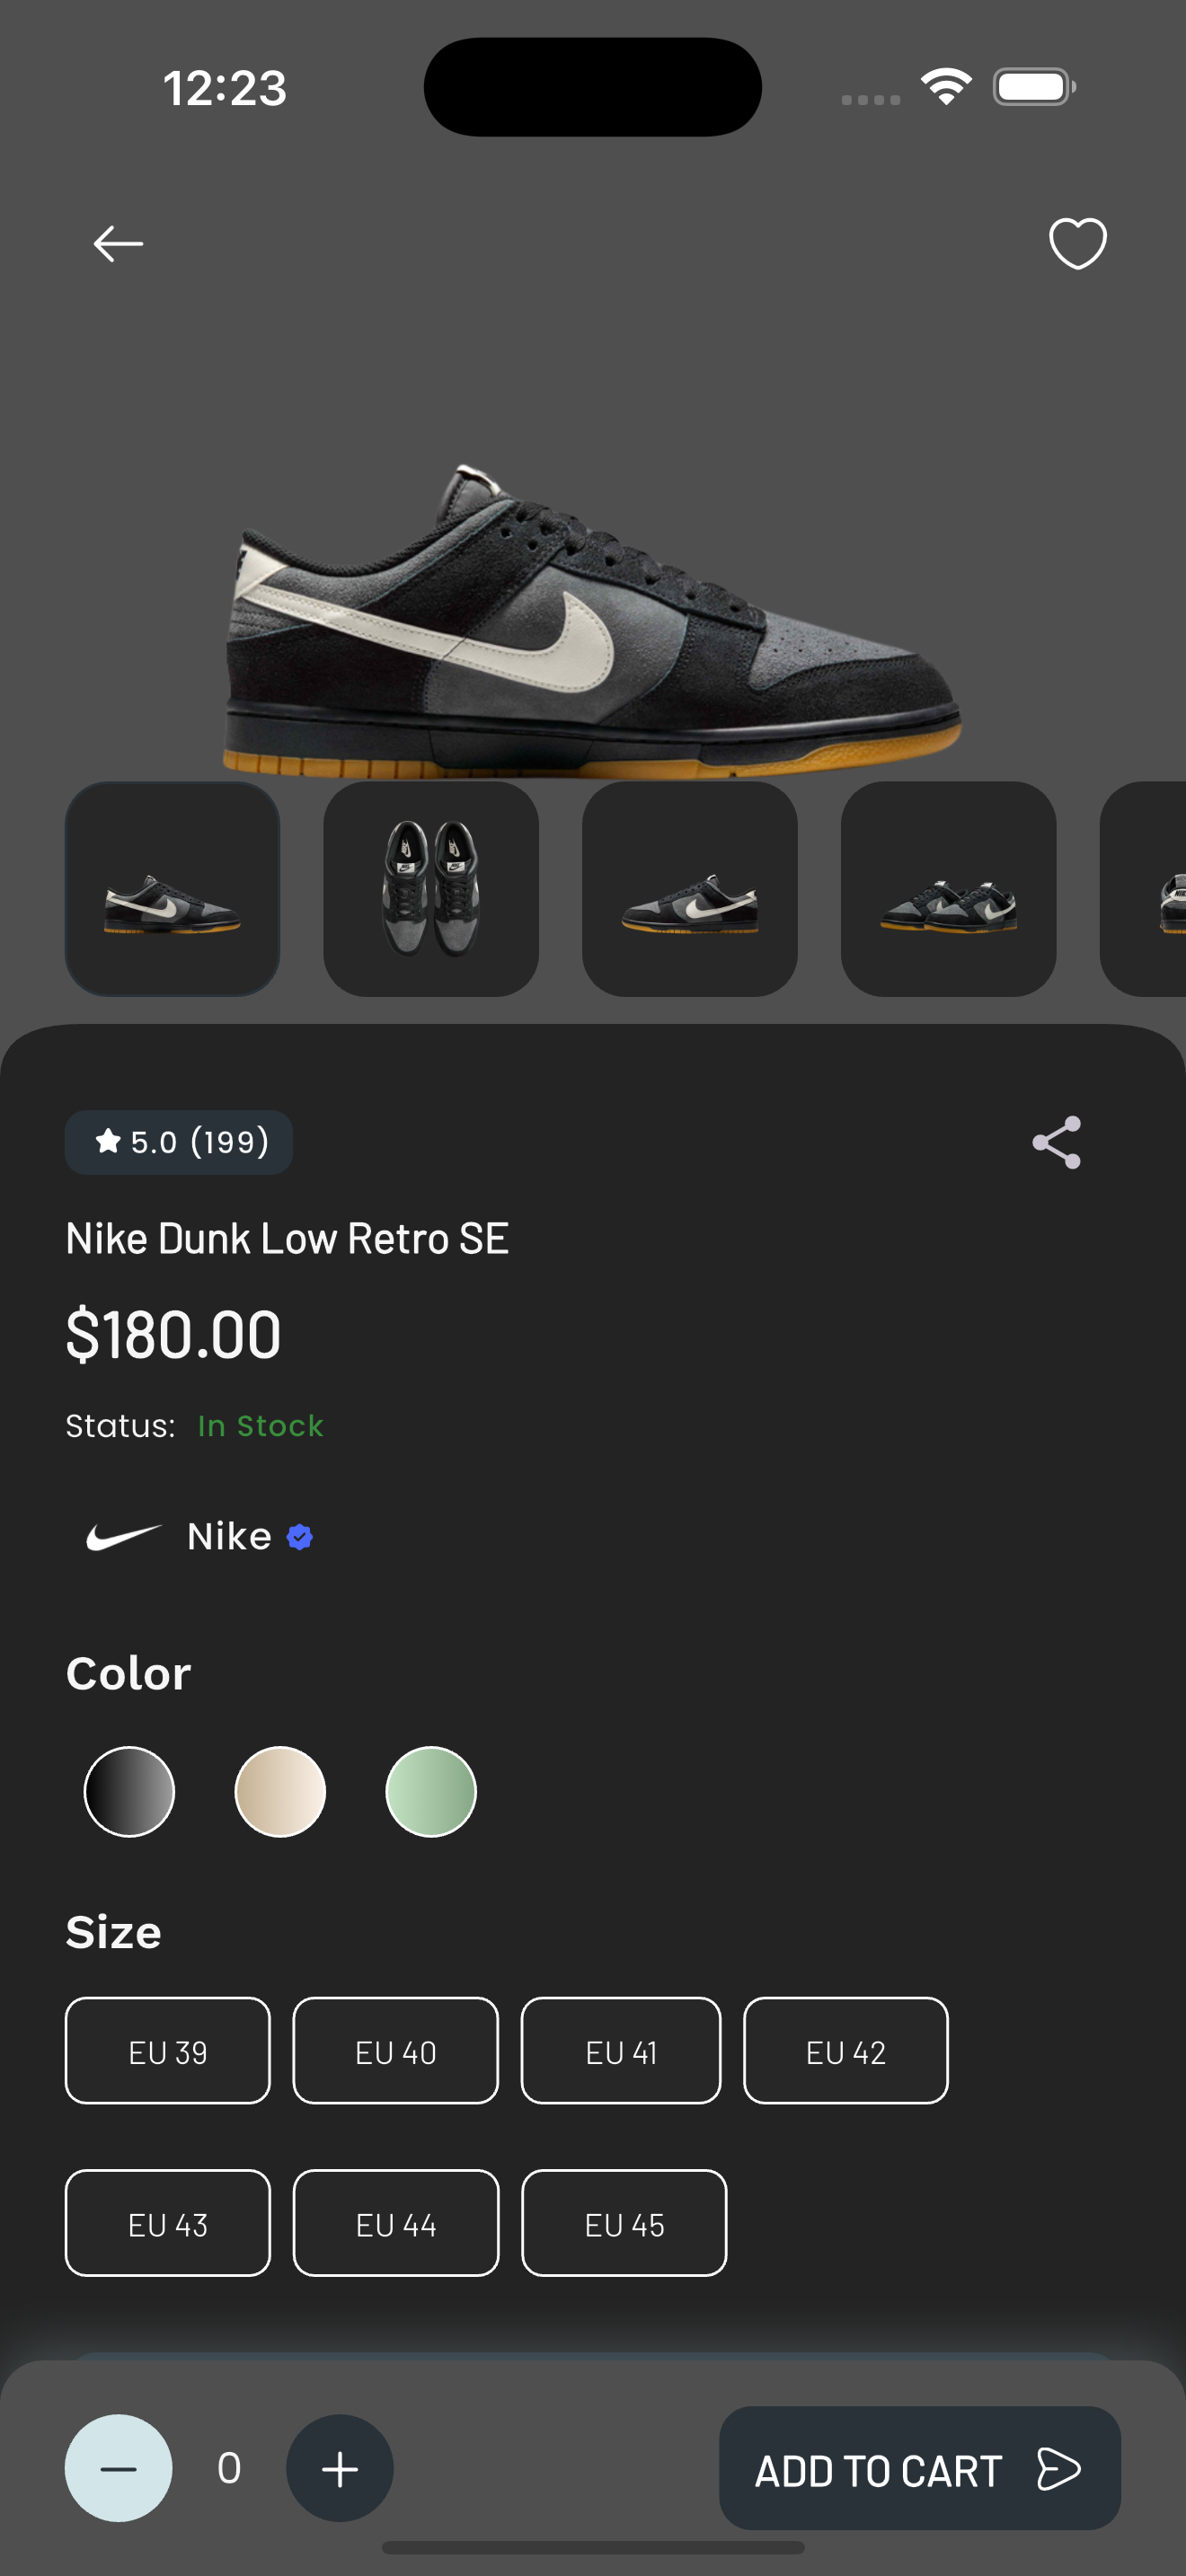 12:23
5.0 (199)
Nike Dunk Low Retro SE
$180.00
Status: In Stock
Nike
Color
Size
EU 39 EU 40 EU 41 EU 42
EU 43 EU 44 EU 45
0
ADD TO CART